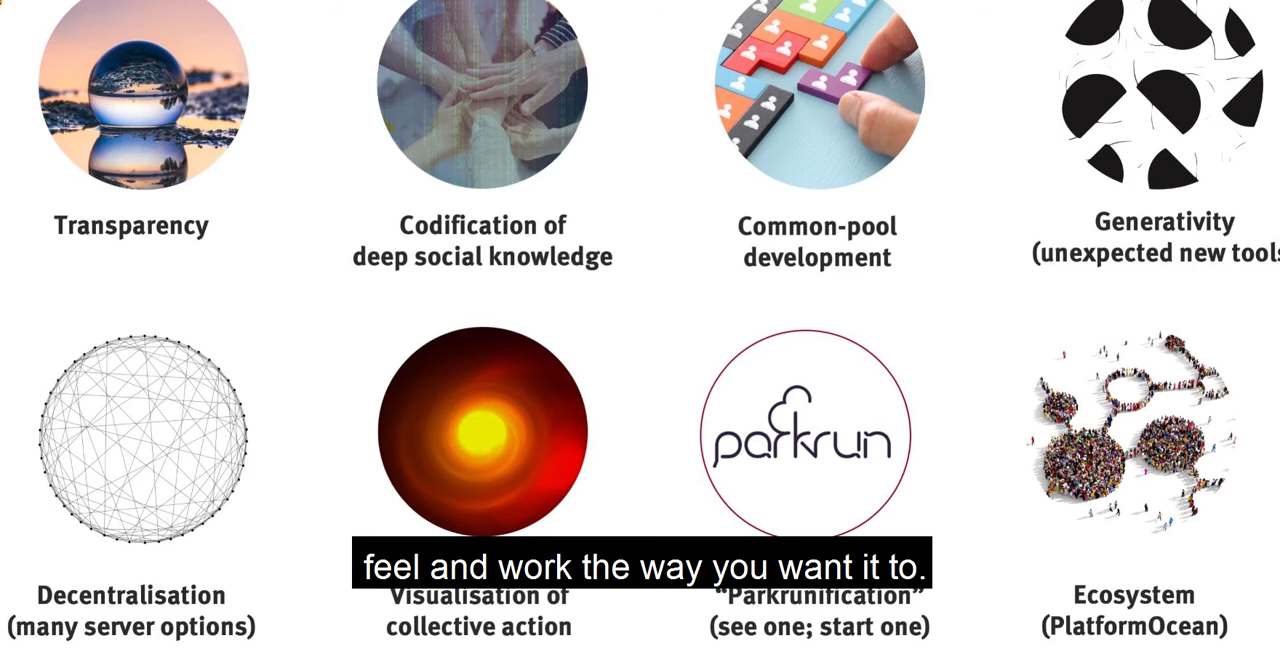 Transparency
Codification of
deep social knowledge
Common-pool
development
Generativity
(unexpected new tools
parkrun
feel and work the way you want it to.
Decentralisation
(many server options)
Visualisation of
collective action
“Parkrunification”
(see one; start one)
Ecosystem
(PlatformOcean)